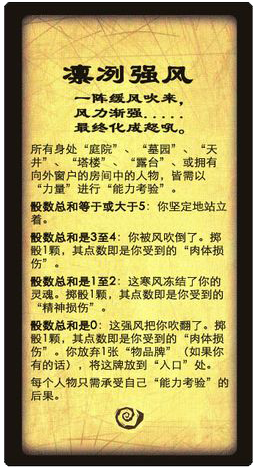 凛冽强风
一阵缓风吹来，
风力渐强.....
最终化成怒吼。
所有身处“庭院”、“墓园”、“天
井”、“塔楼”、“露台”、或拥有
向外窗户的房间中的人物，皆需以
“力量”进行“能力考验”。
骰数总和等于或大于5：你坚定地站立
着。
骰数总和是3至4：你被风吹倒了。掷
骰1颗，其点数即是你受到的“肉体损
伤”。
骰数总和是1至2：这寒风冻结了你的
灵魂。掷骰1颗，其点数即是你受到的
“精神损伤”。
骰数总和是0：这强风把你吹翻了。掷
骰1颗，其点数即是你受到的“肉体损
伤”。你放弃1张“物品牌”（如果你
有的话），将这牌放到“入口”处。
每个人物只需承受自己“能力考验”的
后果。